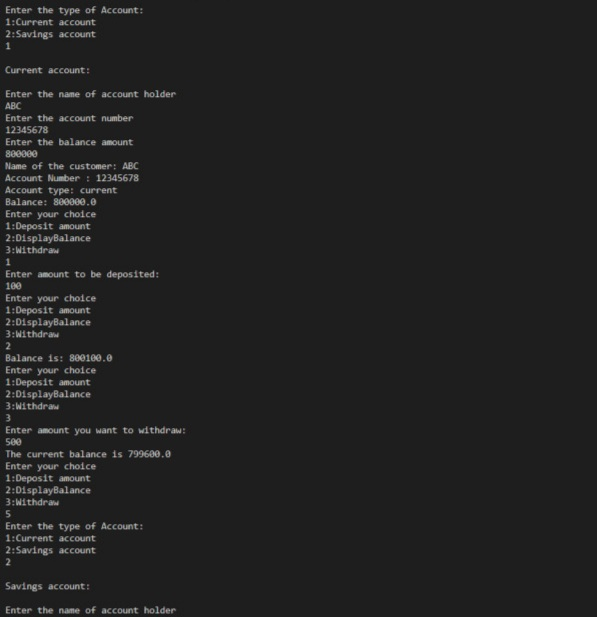 Enter the type of Account:
1:Current account
2:Savings account
1
Current account:
Enter the name of account holder
ABC
Enter the account number
12345678
Enter the balance amount
800000
Name of the customer: ABC
Account Number : 12345678
Account type: current
Balance: 800000.0
Enter your choice
1:Deposit amount
2:DisplayBalance
3:Withdraw
1
Enter amount to be deposited:
100
Enter your choice
1:Deposit amount
2:DisplayBalance
3:Withdraw
2
Balance is: 800100.0
Enter your choice
1:Deposit amount
2:DisplayBalance
3:Withdraw
3
Enter amount you want to withdraw:
500
The current balance is 799600.0
Enter your choice
1:Deposit amount
2:DisplayBalance
3:Withdraw
5
Enter the type of Account:
1:Current account
2:Savings account
2
Savings account:
Enter the name of account holder